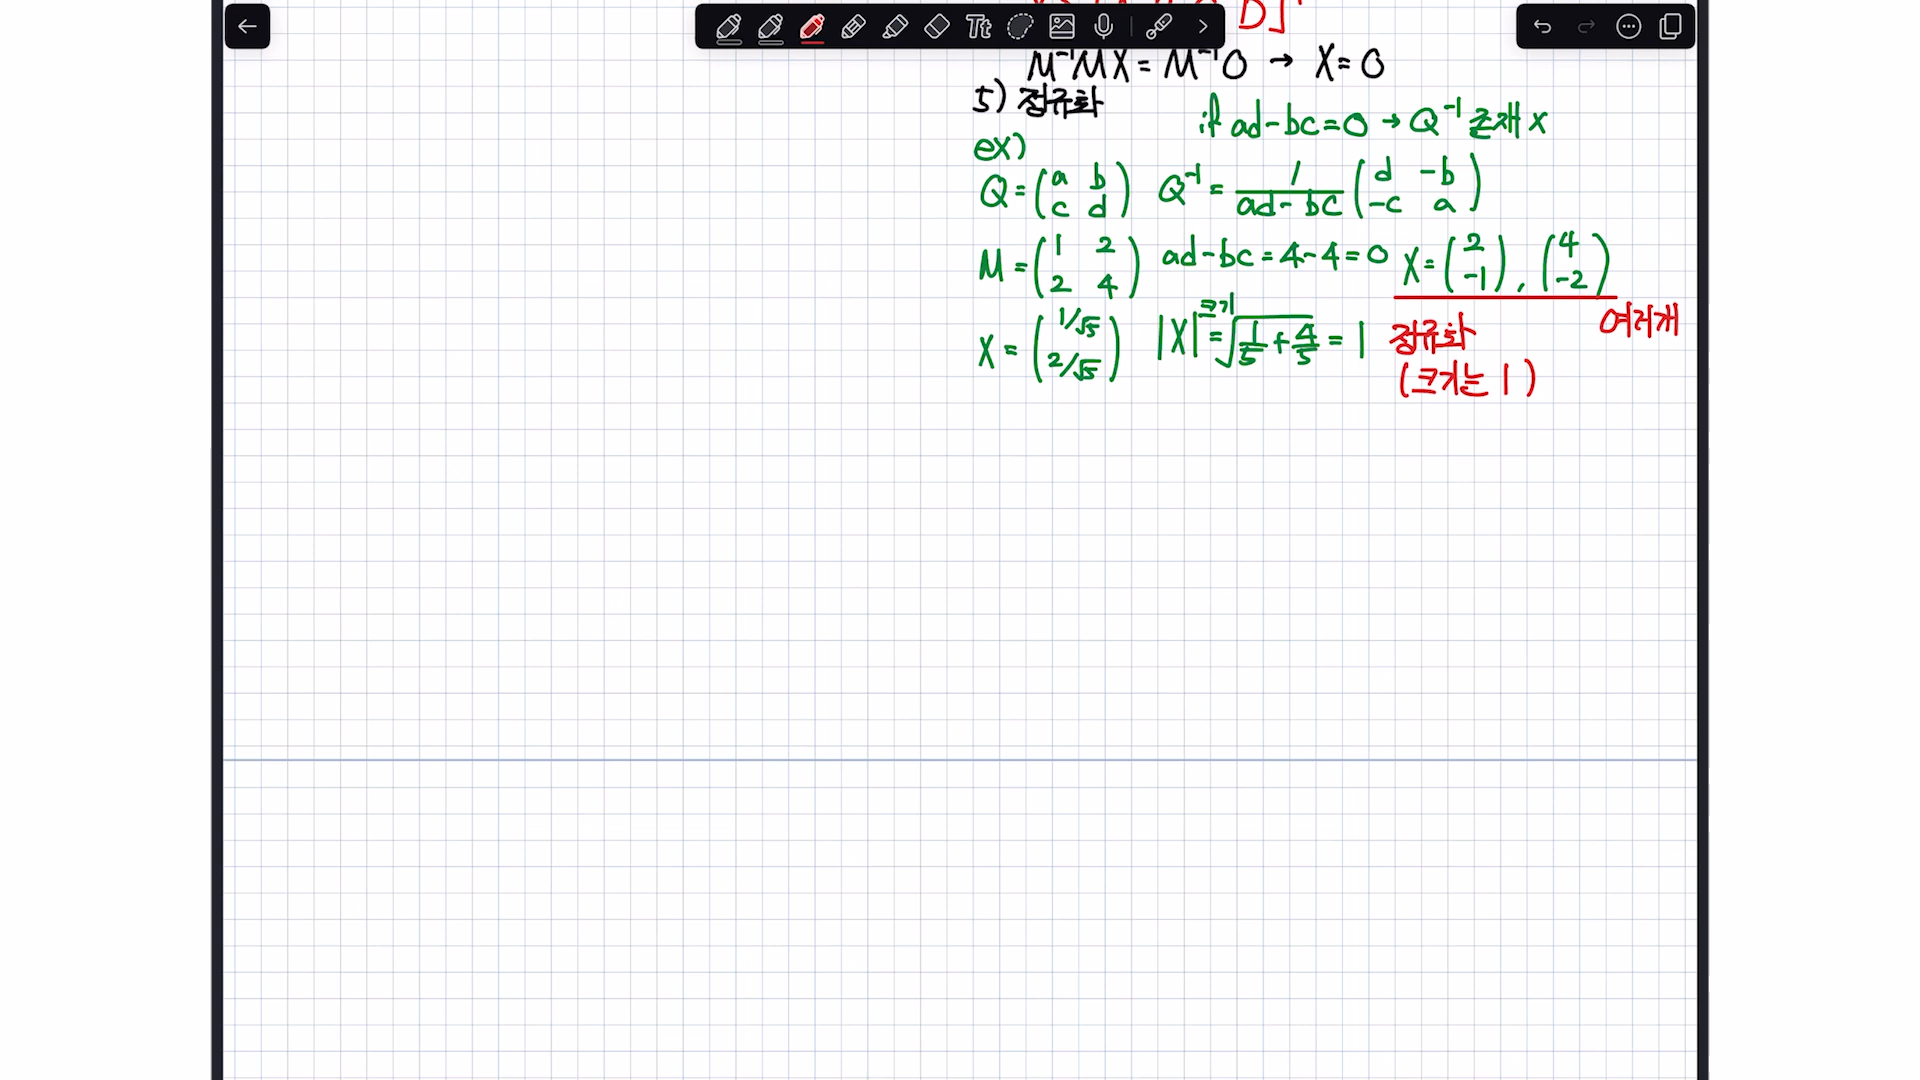 M⁻¹MX = M⁻¹O → X = O
5) 정규화
if ad-bc=0 → Q⁻¹ 존재 x
ex)
Q = (a b; c d) Q⁻¹ = 1/(ad-bc) (d -b; -c a)
M = (1 2; 2 4) ad-bc=4-4=0 X=(2; -1), (4; -2)
여러개
X = (1/√5; 2/√5) |X| 크기 = √(1/5+4/5) = 1 정규화
(크기는 1)